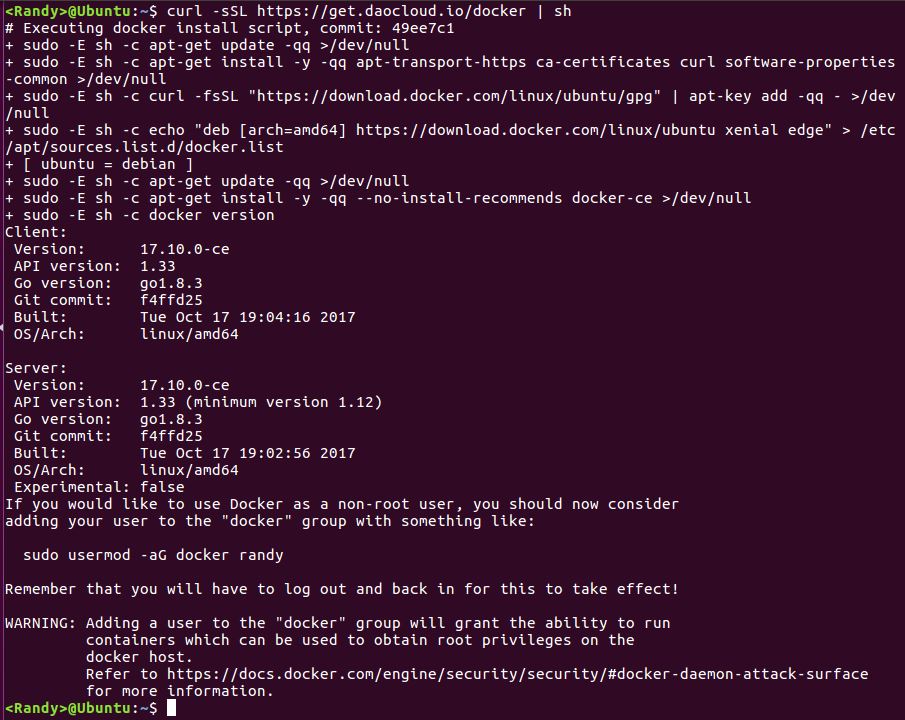 <Randy>@Ubuntu:~$ curl -sSL https://get.daocloud.io/docker | sh
# Executing docker install script, commit: 49ee7c1
+ sudo -E sh -c apt-get update -qq >/dev/null
+ sudo -E sh -c apt-get install -y -qq apt-transport-https ca-certificates curl software-properties
-common >/dev/null
+ sudo -E sh -c curl -fsSL "https://download.docker.com/linux/ubuntu/gpg" | apt-key add -qq - >/dev
/null
+ sudo -E sh -c echo "deb [arch=amd64] https://download.docker.com/linux/ubuntu xenial edge" > /etc
/apt/sources.list.d/docker.list
+ [ ubuntu = debian ]
+ sudo -E sh -c apt-get update -qq >/dev/null
+ sudo -E sh -c apt-get install -y -qq --no-install-recommends docker-ce >/dev/null
+ sudo -E sh -c docker version
Client:
 Version:      17.10.0-ce
 API version:  1.33
 Go version:   go1.8.3
 Git commit:   f4ffd25
 Built:        Tue Oct 17 19:04:16 2017
 OS/Arch:      linux/amd64

Server:
 Version:      17.10.0-ce
 API version:  1.33 (minimum version 1.12)
 Go version:   go1.8.3
 Git commit:   f4ffd25
 Built:        Tue Oct 17 19:02:56 2017
 OS/Arch:      linux/amd64
 Experimental: false
If you would like to use Docker as a non-root user, you should now consider
adding your user to the "docker" group with something like:

  sudo usermod -aG docker randy

Remember that you will have to log out and back in for this to take effect!

WARNING: Adding a user to the "docker" group will grant the ability to run
         containers which can be used to obtain root privileges on the
         docker host.
         Refer to https://docs.docker.com/engine/security/security/#docker-daemon-attack-surface
         for more information.
<Randy>@Ubuntu:~$